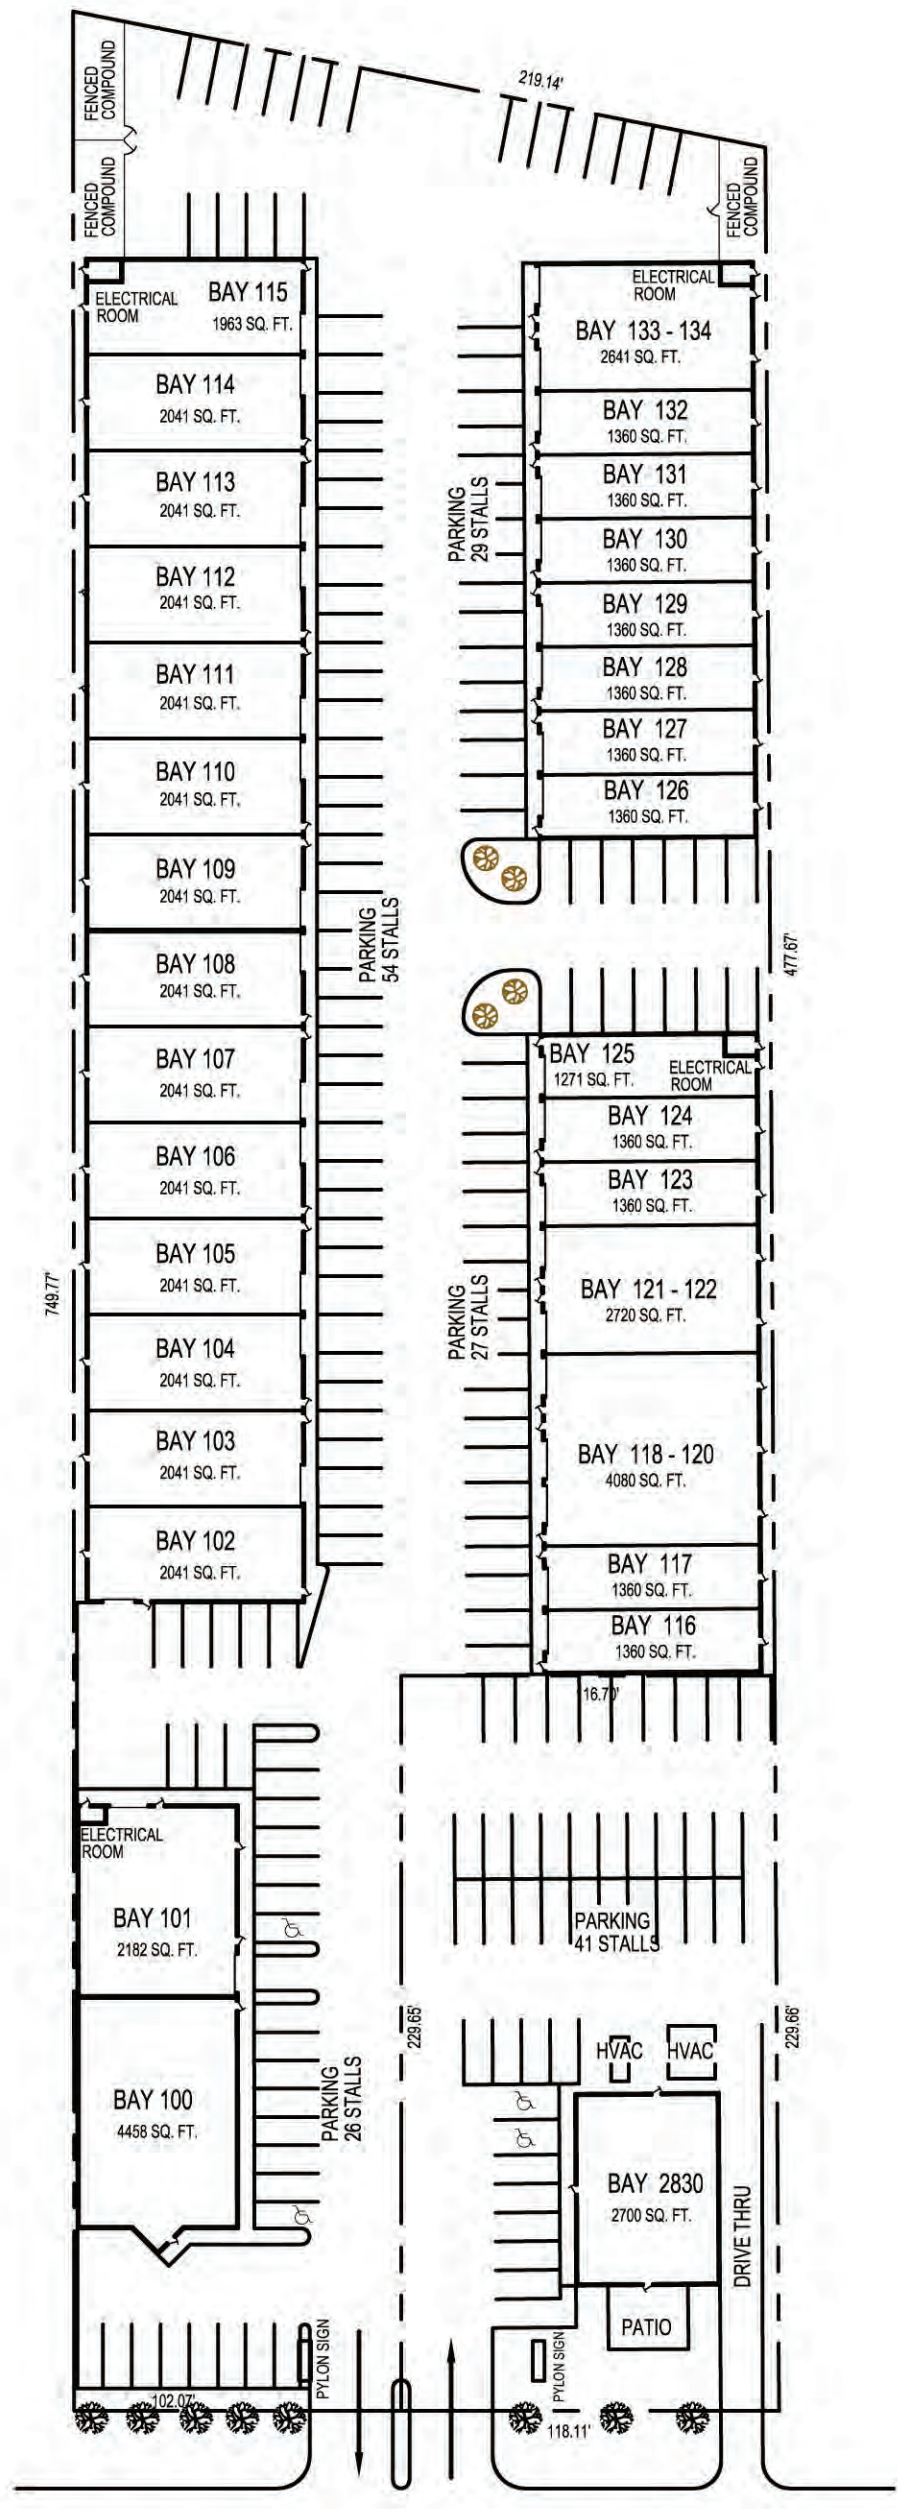 219.14'
FENCED
COMPOUND
FENCED
COMPOUND
FENCED
COMPOUND
ELECTRICAL
ROOM
BAY 115
1963 SQ. FT.
BAY 114
2041 SQ. FT.
BAY 113
2041 SQ. FT.
BAY 112
2041 SQ. FT.
BAY 111
2041 SQ. FT.
BAY 110
2041 SQ. FT.
BAY 109
2041 SQ. FT.
BAY 108
2041 SQ. FT.
BAY 107
2041 SQ. FT.
BAY 106
2041 SQ. FT.
BAY 105
2041 SQ. FT.
BAY 104
2041 SQ. FT.
BAY 103
2041 SQ. FT.
BAY 102
2041 SQ. FT.
749.77'
PARKING
54 STALLS
ELECTRICAL
ROOM
BAY 133 - 134
2641 SQ. FT.
BAY 132
1360 SQ. FT.
BAY 131
1360 SQ. FT.
BAY 130
1360 SQ. FT.
BAY 129
1360 SQ. FT.
BAY 128
1360 SQ. FT.
BAY 127
1360 SQ. FT.
BAY 126
1360 SQ. FT.
PARKING
29 STALLS
477.67'
BAY 125
1271 SQ. FT.
ELECTRICAL
ROOM
BAY 124
1360 SQ. FT.
BAY 123
1360 SQ. FT.
BAY 121 - 122
2720 SQ. FT.
BAY 118 - 120
4080 SQ. FT.
BAY 117
1360 SQ. FT.
BAY 116
1360 SQ. FT.
PARKING
27 STALLS
16.70'
ELECTRICAL
ROOM
BAY 101
2182 SQ. FT.
BAY 100
4458 SQ. FT.
PARKING
26 STALLS
229.65'
PARKING
41 STALLS
229.66'
HVAC
HVAC
BAY 2830
2700 SQ. FT.
DRIVE THRU
PATIO
PYLON SIGN
PYLON SIGN
102.07'
118.11'